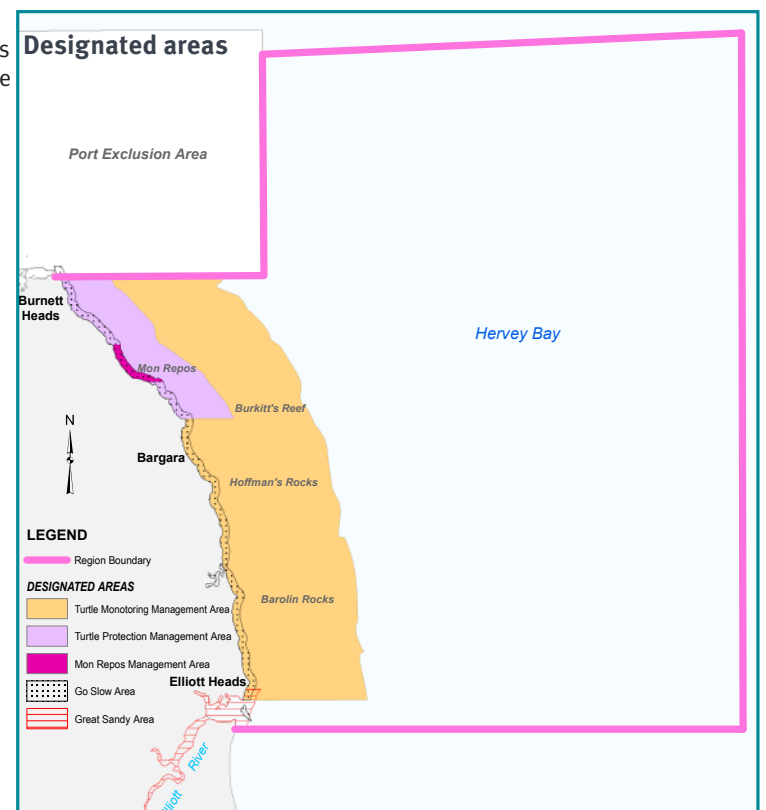 s
e
Designated areas
Port Exclusion Area
Burnett
Heads
Mon Repos
Hervey Bay
Burkitt's Reef
N
Bargara
Hoffman's Rocks
LEGEND
Region Boundary
DESIGNATED AREAS
Barolin Rocks
Turtle Monotoring Management Area
Turtle Protection Management Area
Mon Repos Management Area
Elliott Heads
Go Slow Area
Great Sandy Area
River
lliott